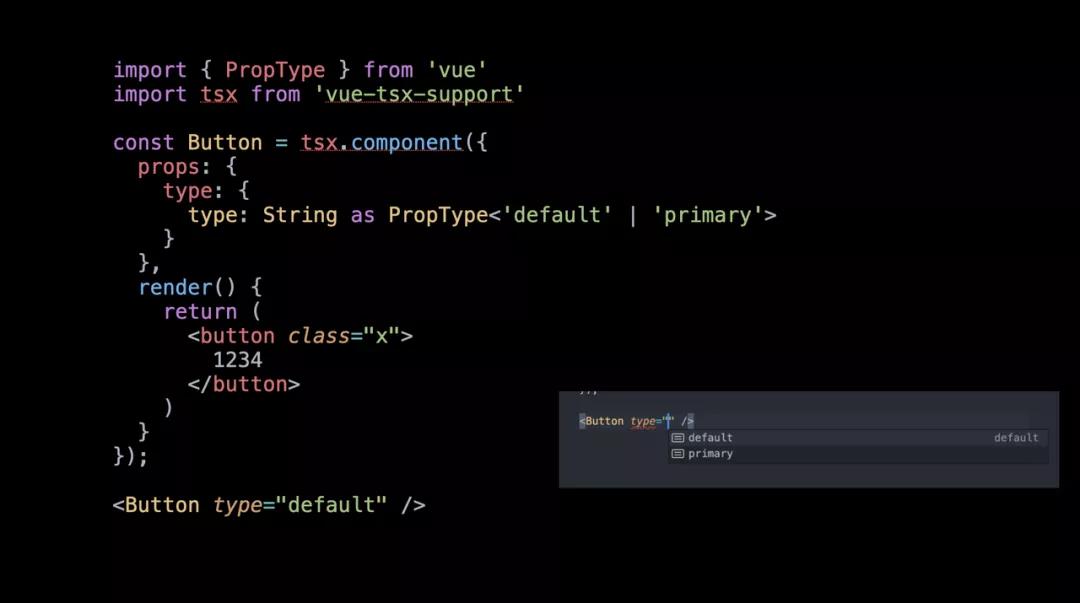 import { PropType } from 'vue'
import tsx from 'vue-tsx-support'

const Button = tsx.component({
  props: {
    type: {
      type: String as PropType<'default' | 'primary'>
    }
  },
  render() {
    return (
      <button class="x">
        1234
      </button>
    )
  }
});

<Button type="default" />

});
<Button type="" />
default default
primary